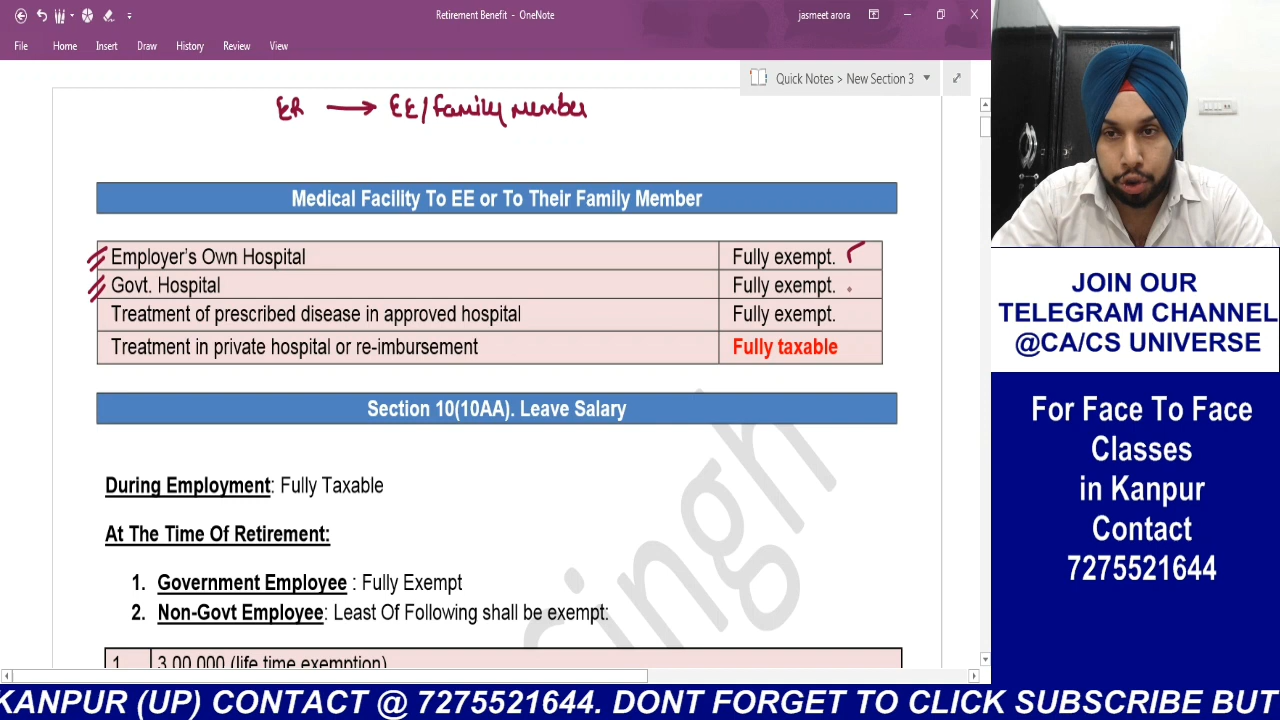 Retirement Benefit - OneNote
jasmeet arora
File Home Insert Draw History Review View
Quick Notes > New Section 3
ER → EE/family member
Medical Facility To EE or To Their Family Member
Employer's Own Hospital Fully exempt.
Govt. Hospital Fully exempt.
Treatment of prescribed disease in approved hospital Fully exempt.
Treatment in private hospital or re-imbursement Fully taxable
Section 10(10AA). Leave Salary
During Employment: Fully Taxable
At The Time Of Retirement:
1. Government Employee : Fully Exempt
2. Non-Govt Employee: Least Of Following shall be exempt:
1 3,00,000 (life time exemption)
Singh
JOIN OUR
TELEGRAM CHANNEL
@CA/CS UNIVERSE
For Face To Face
Classes
in Kanpur
Contact
7275521644
KANPUR (UP) CONTACT @ 7275521644. DONT FORGET TO CLICK SUBSCRIBE BUT